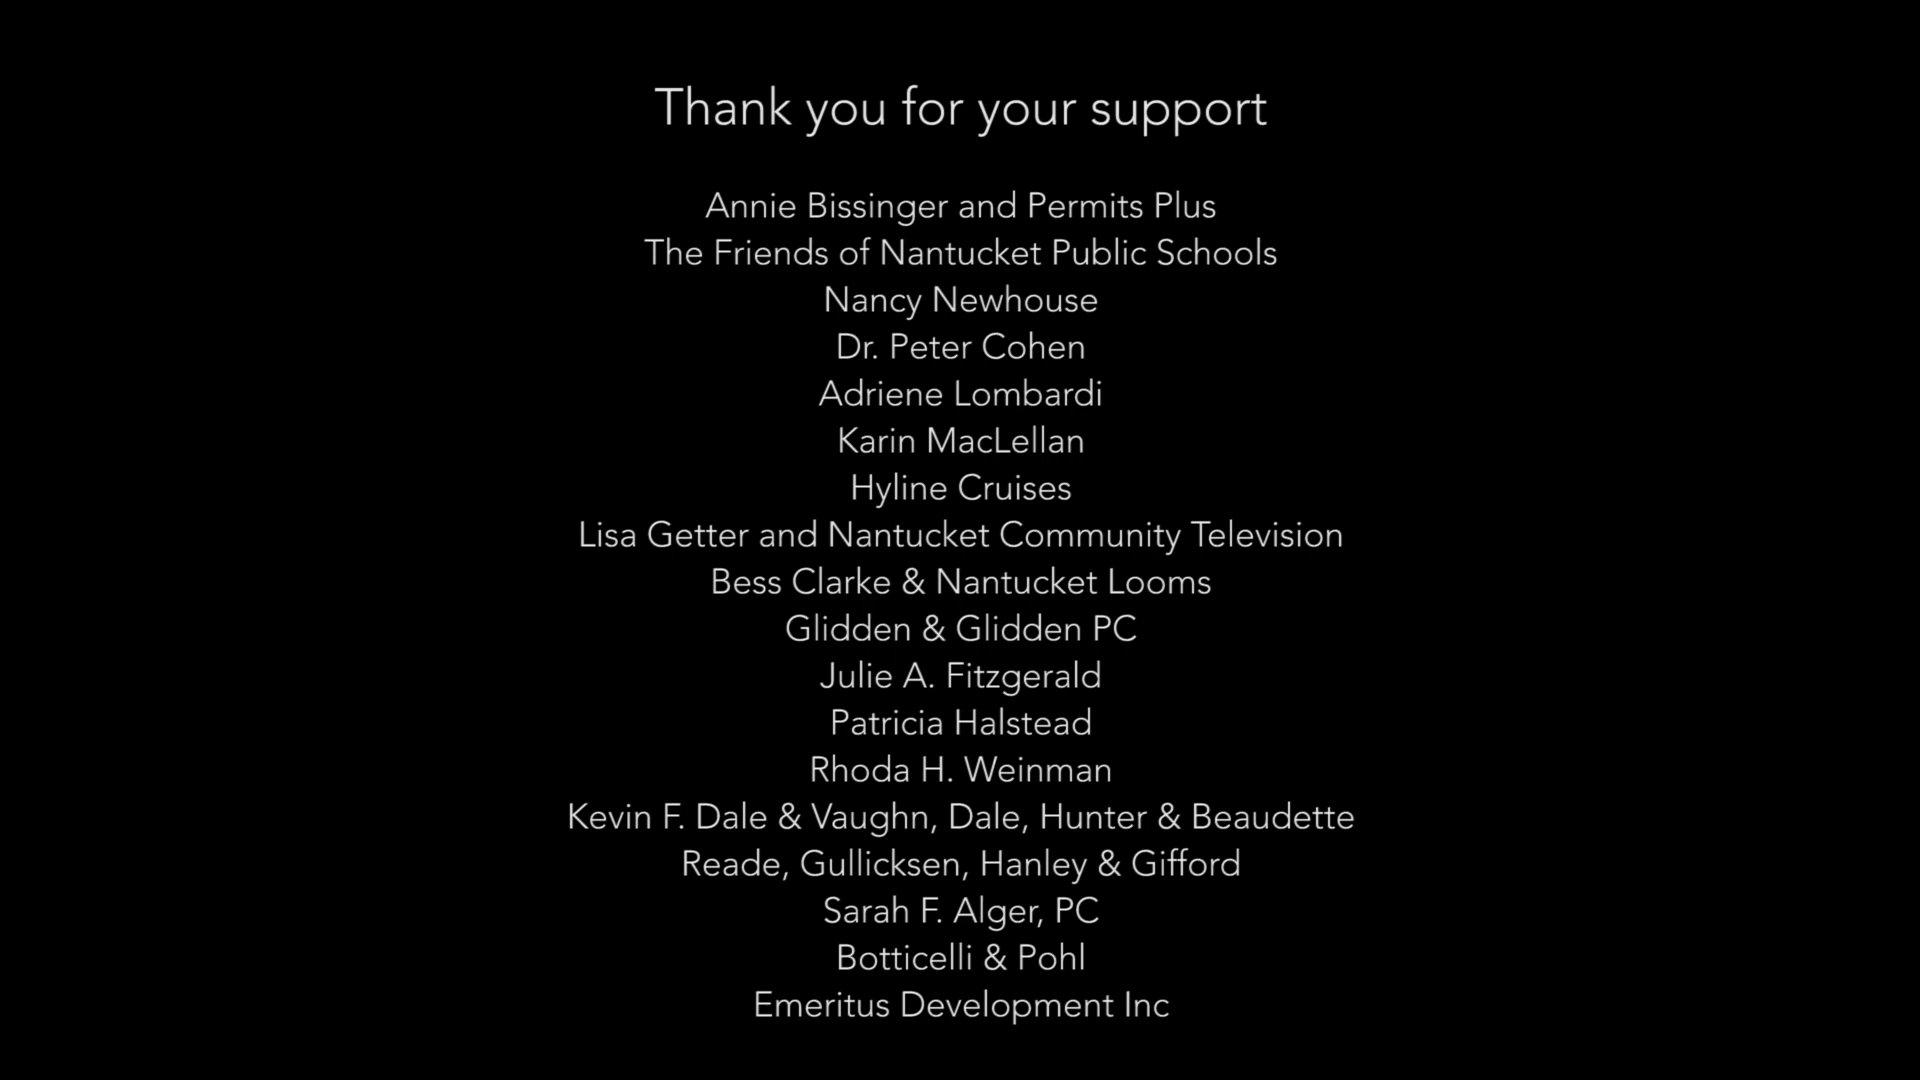 Thank you for your support
Annie Bissinger and Permits Plus
The Friends of Nantucket Public Schools
Nancy Newhouse
Dr. Peter Cohen
Adriene Lombardi
Karin MacLellan
Hyline Cruises
Lisa Getter and Nantucket Community Television
Bess Clarke & Nantucket Looms
Glidden & Glidden PC
Julie A. Fitzgerald
Patricia Halstead
Rhoda H. Weinman
Kevin F. Dale & Vaughn, Dale, Hunter & Beaudette
Reade, Gullicksen, Hanley & Gifford
Sarah F. Alger, PC
Botticelli & Pohl
Emeritus Development Inc